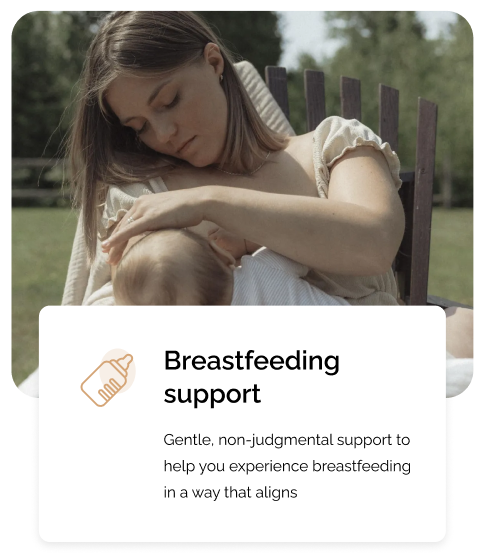 Breastfeeding
support
Gentle, non-judgmental support to
help you experience breastfeeding
in a way that aligns